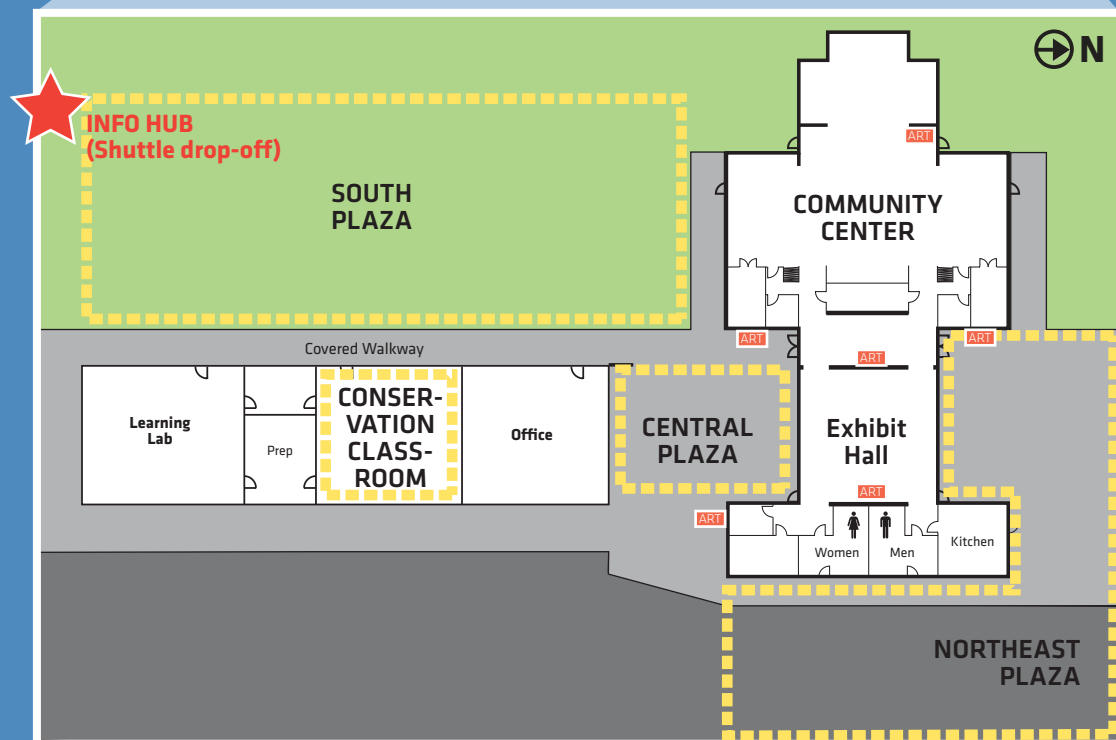 N
INFO HUB
(Shuttle drop-off)
ART
SOUTH
PLAZA
COMMUNITY
CENTER
ART
ART
Covered Walkway
ART
CONSER-
VATION
CLASS-
ROOM
Learning
Lab
Prep
Office
CENTRAL
PLAZA
Exhibit
Hall
ART
ART
Women
Men
Kitchen
NORTHEAST
PLAZA